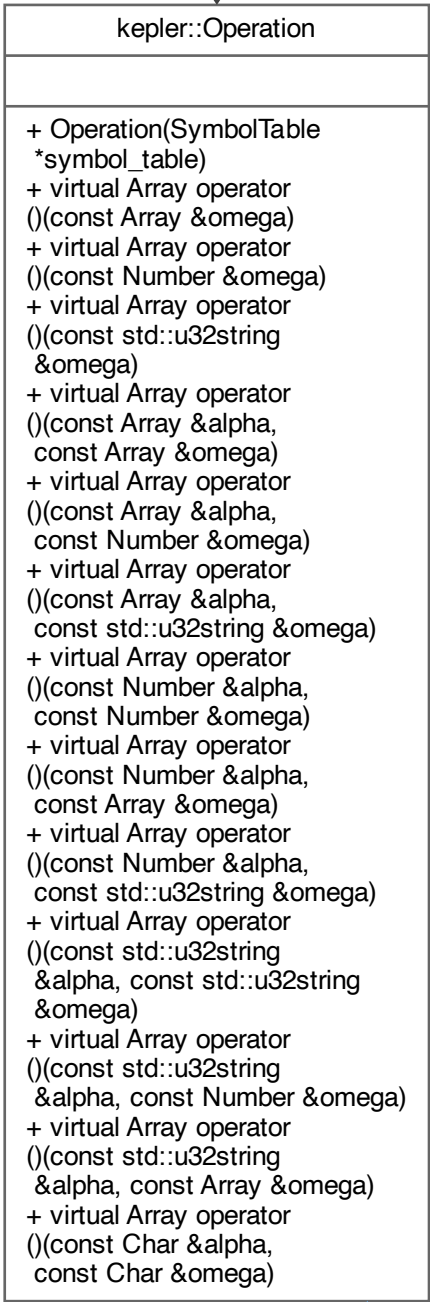 kepler::Operation
+ Operation(SymbolTable
*symbol_table)
+ virtual Array operator
()(const Array &omega)
+ virtual Array operator
()(const Number &omega)
+ virtual Array operator
()(const std::u32string
&omega)
+ virtual Array operator
()(const Array &alpha,
const Array &omega)
+ virtual Array operator
()(const Array &alpha,
const Number &omega)
+ virtual Array operator
()(const Array &alpha,
const std::u32string &omega)
+ virtual Array operator
()(const Number &alpha,
const Number &omega)
+ virtual Array operator
()(const Number &alpha,
const Array &omega)
+ virtual Array operator
()(const Number &alpha,
const std::u32string &omega)
+ virtual Array operator
()(const std::u32string
&alpha, const std::u32string
&omega)
+ virtual Array operator
()(const std::u32string
&alpha, const Number &omega)
+ virtual Array operator
()(const std::u32string
&alpha, const Array &omega)
+ virtual Array operator
()(const Char &alpha,
const Char &omega)